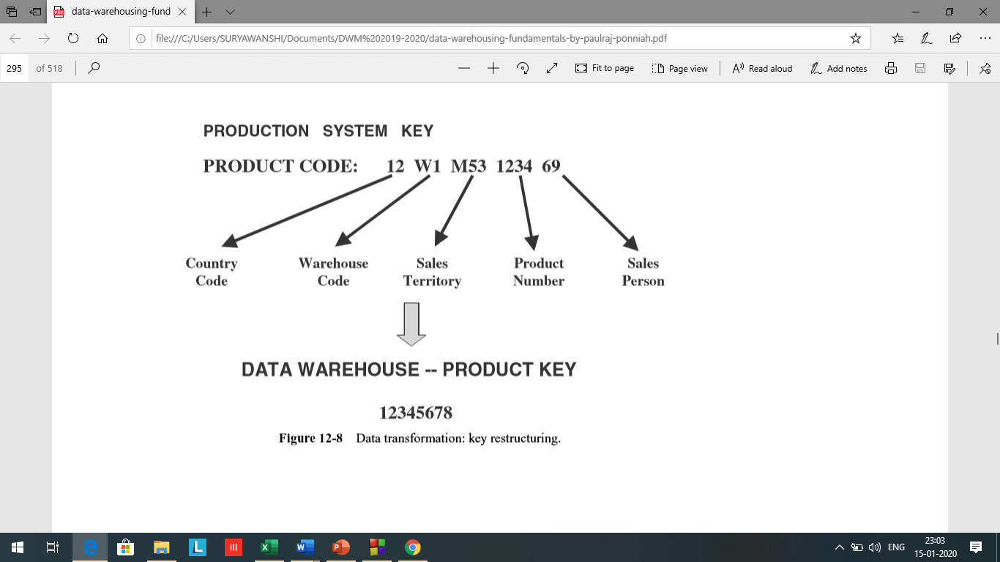 data-warehousing-fund
file:///C:/Users/SURYAWANSHI/Documents/DWM%202019-2020/data-warehousing-fundamentals-by-paulraj-ponniah.pdf
295 of 518 Fit to page Page view Read aloud Add notes
PRODUCTION SYSTEM KEY
PRODUCT CODE: 12 W1 M53 1234 69
Country Code
Warehouse Code
Sales Territory
Product Number
Sales Person
DATA WAREHOUSE -- PRODUCT KEY
12345678
Figure 12-8 Data transformation: key restructuring.
ENG
23:03
15-01-2020